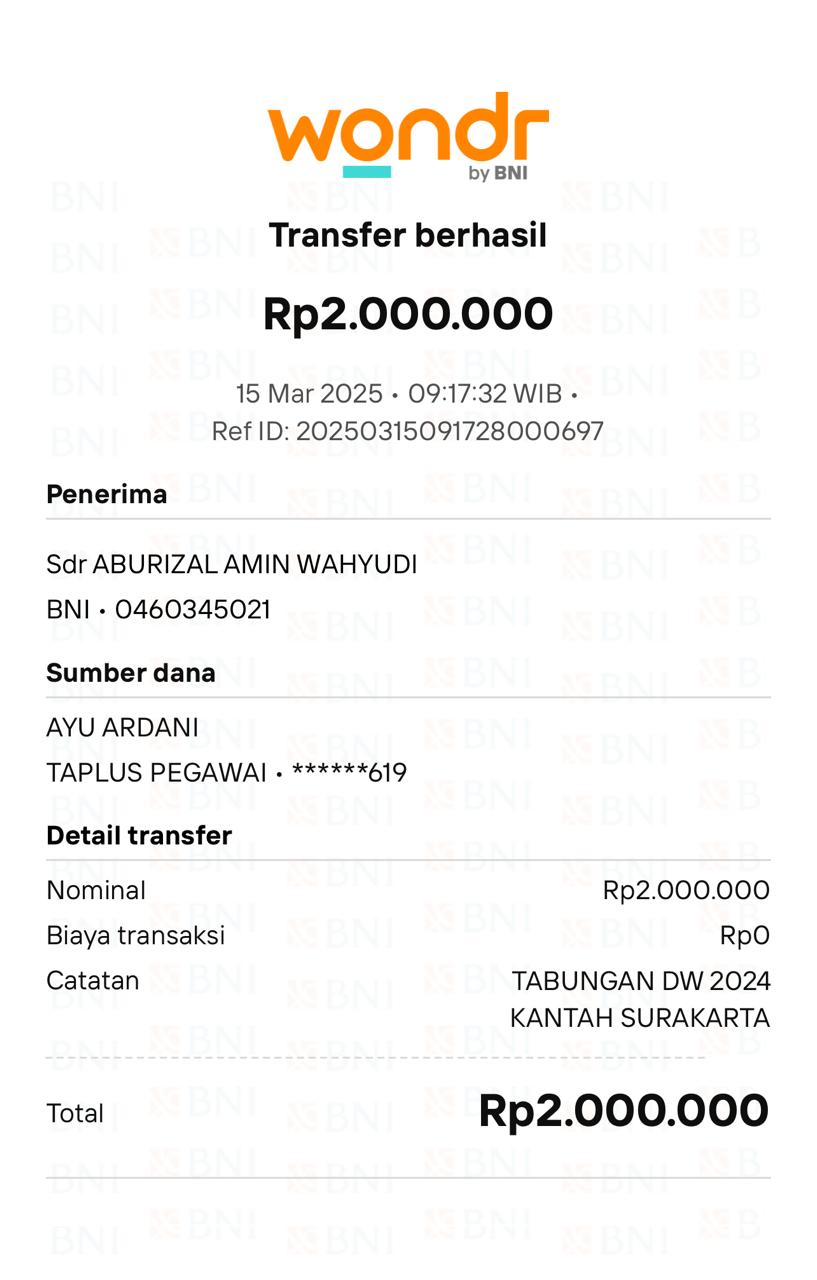 wondr
by BNI
Transfer berhasil
Rp2.000.000
15 Mar 2025 • 09:17:32 WIB •
Ref ID: 20250315091728000697
Penerima
Sdr ABURIZAL AMIN WAHYUDI
BNI • 0460345021
Sumber dana
AYU ARDANI
TAPLUS PEGAWAI • ******619
Detail transfer
Nominal Rp2.000.000
Biaya transaksi Rp0
Catatan TABUNGAN DW 2024
KANTAH SURAKARTA
Total Rp2.000.000